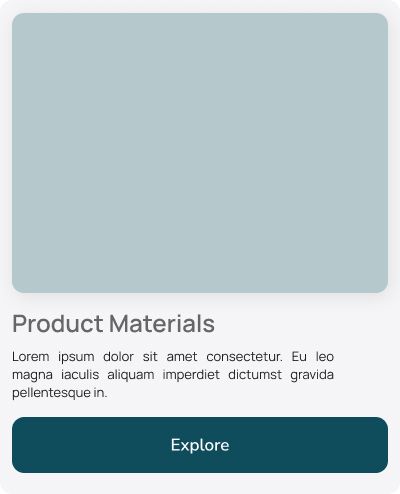 Product Materials
Lorem ipsum dolor sit amet consectetur. Eu leo
magna iaculis aliquam imperdiet dictumst gravida
pellentesque in.
Explore